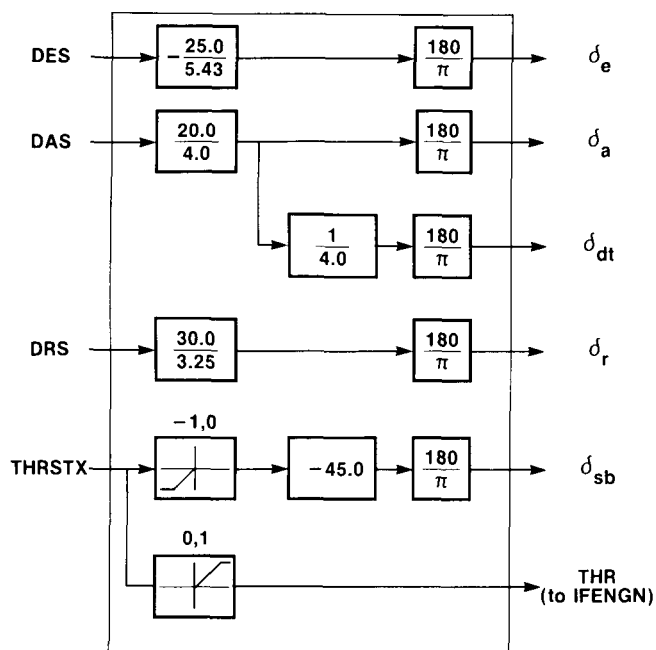 DES
- 25.0
5.43
180
π
δe
DAS
20.0
4.0
180
π
δa
1
4.0
180
π
δdt
DRS
30.0
3.25
180
π
δr
-1,0
THRSTX
-45.0
180
π
δsb
0,1
THR
(to IFENGN)